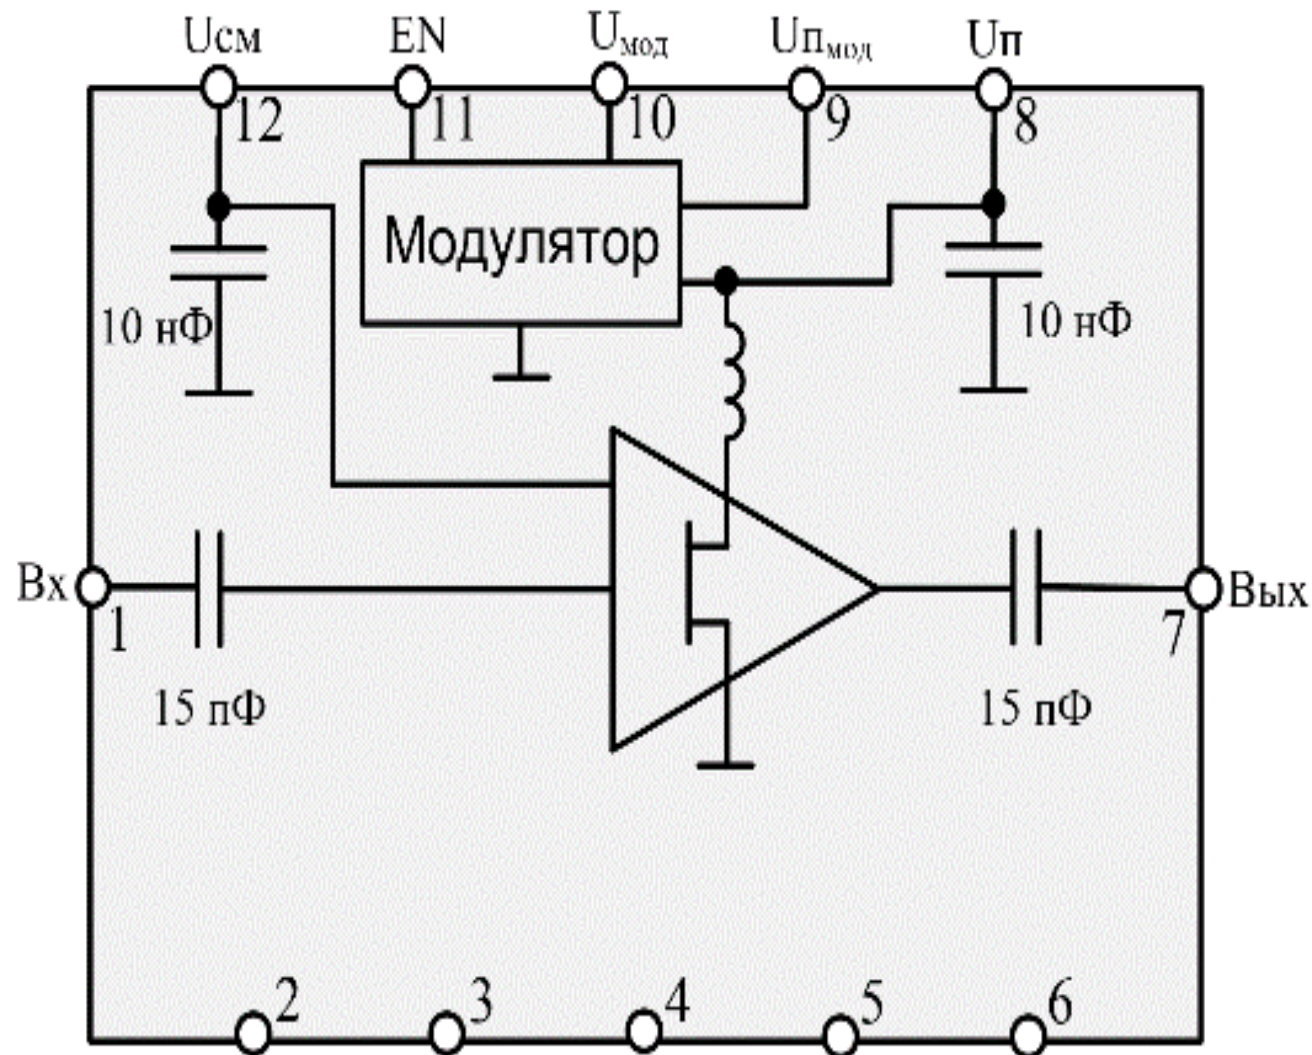 Uсм EN Uмод Uпмод Uп
12 11 10 9 8
Модулятор
10 нФ 10 нФ
Вх Вых
1 7
15 пФ 15 пФ
2 3 4 5 6